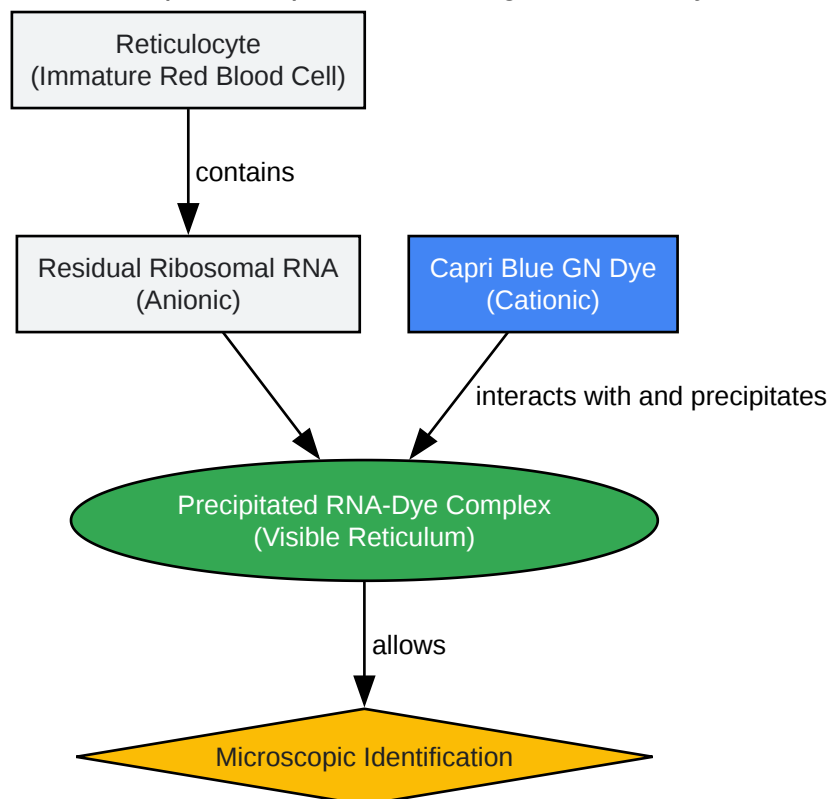 Reticulocyte
(Immature Red Blood Cell)
contains
Residual Ribosomal RNA
(Anionic)
Capri Blue GN Dye
(Cationic)
interacts with and precipitates
Precipitated RNA-Dye Complex
(Visible Reticulum)
allows
Microscopic Identification